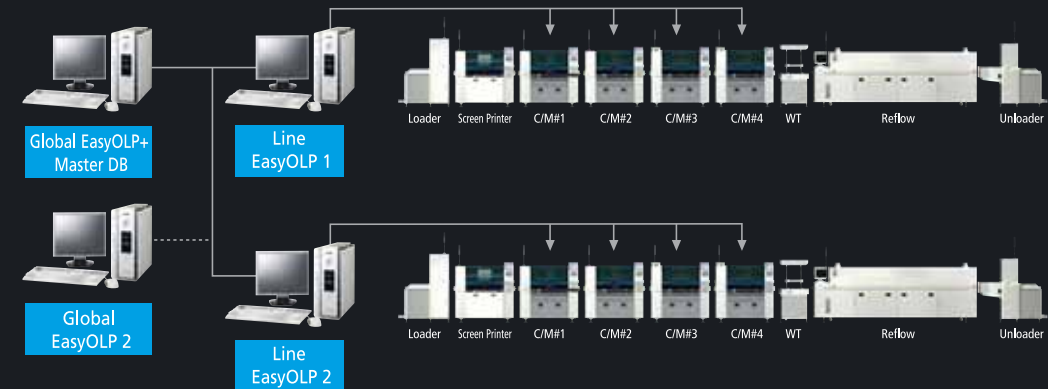 Global EasyOLP+
Master DB
Line
EasyOLP 1
Loader Screen Printer C/M#1 C/M#2 C/M#3 C/M#4 WT Reflow Unloader
Global
EasyOLP 2
Line
EasyOLP 2
Loader Screen Printer C/M#1 C/M#2 C/M#3 C/M#4 WT Reflow Unloader